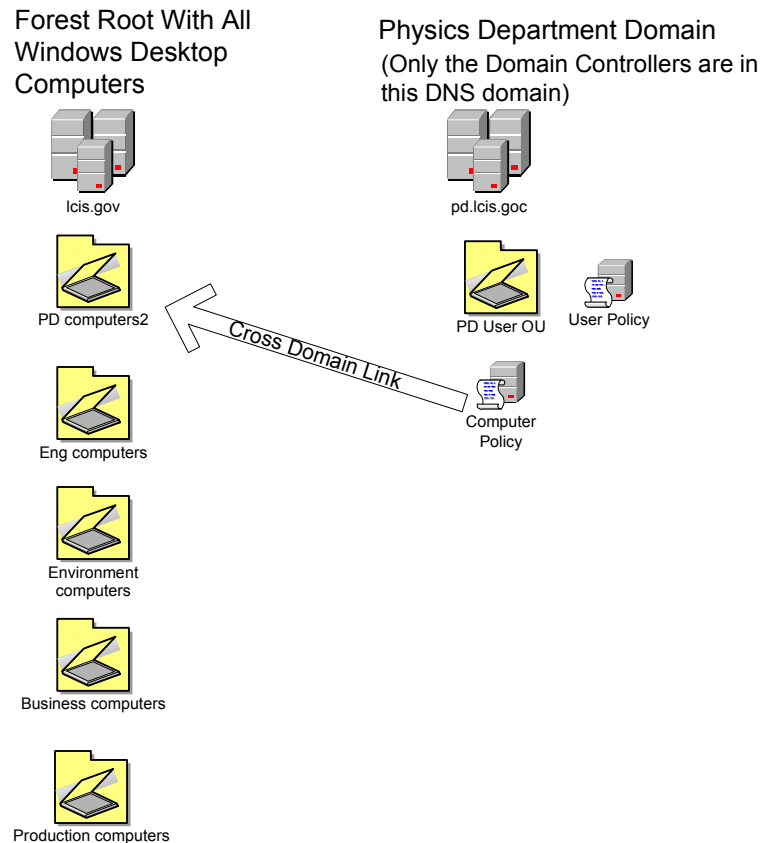 Forest Root With All
Windows Desktop
Computers
Physics Department Domain
(Only the Domain Controllers are in
this DNS domain)
lcis.gov
pd.lcis.goc
PD computers2
PD User OU
User Policy
Cross Domain Link
Computer
Policy
Eng computers
Environment
computers
Business computers
Production computers